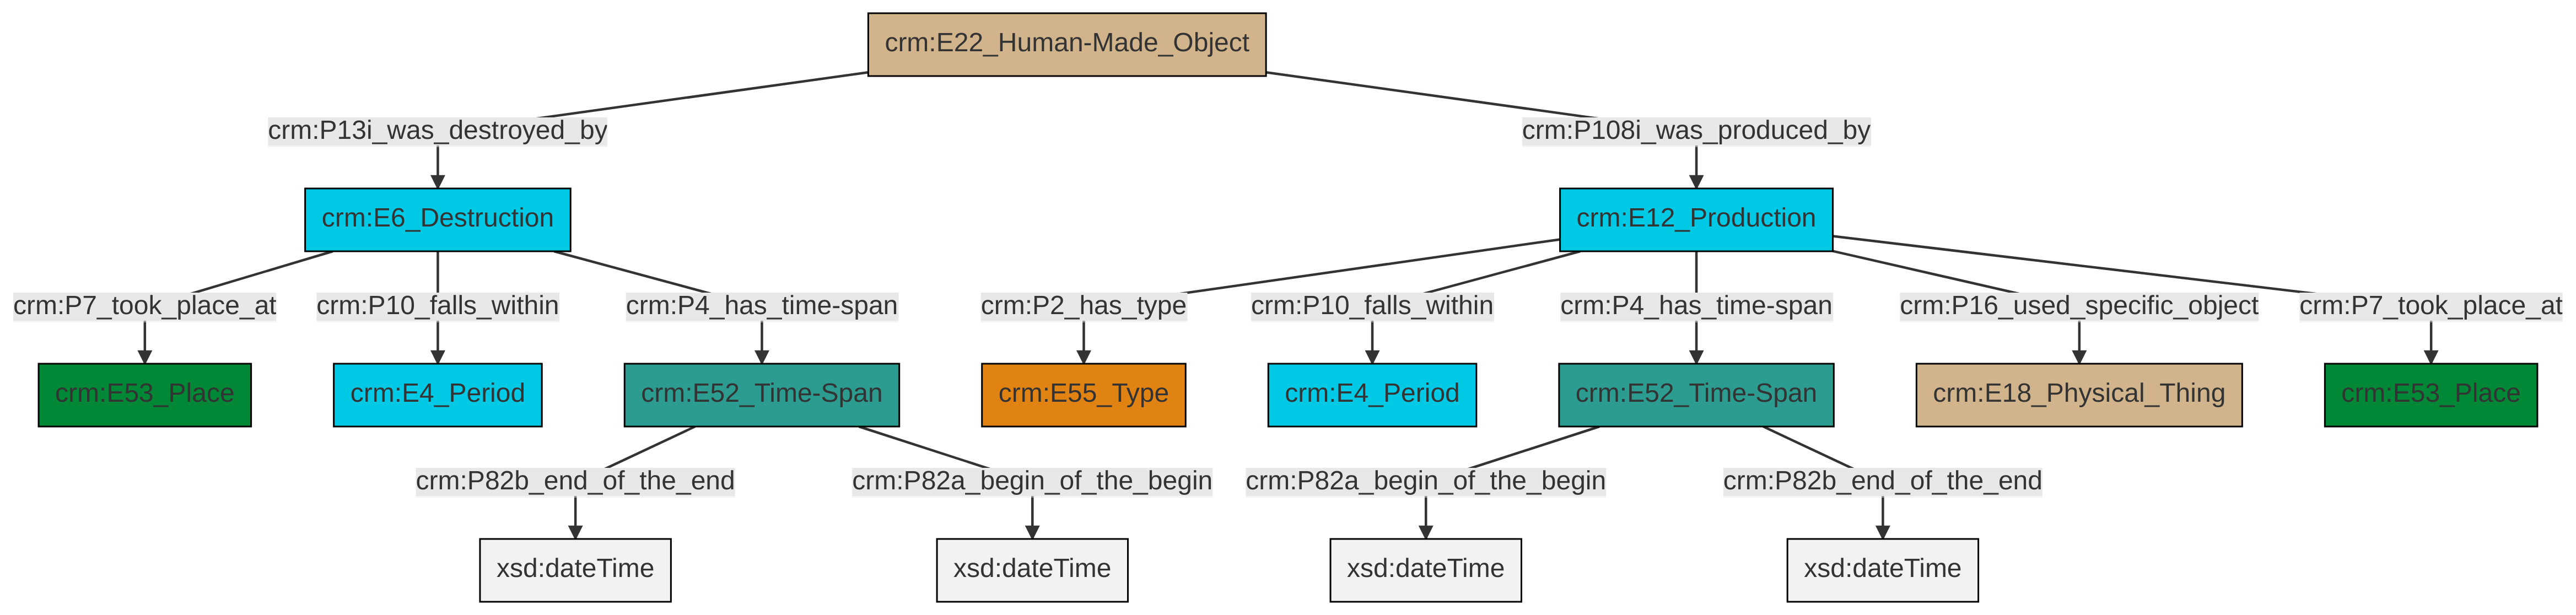 crm:E22_Human-Made_Object
crm:P13i_was_destroyed_by
crm:P108i_was_produced_by
crm:E6_Destruction
crm:E12_Production
crm:P7_took_place_at
crm:P10_falls_within
crm:P4_has_time-span
crm:P2_has_type
crm:P10_falls_within
crm:P4_has_time-span
crm:P16_used_specific_object
crm:P7_took_place_at
crm:E53_Place
crm:E4_Period
crm:E52_Time-Span
crm:E55_Type
crm:E4_Period
crm:E52_Time-Span
crm:E18_Physical_Thing
crm:E53_Place
crm:P82b_end_of_the_end
crm:P82a_begin_of_the_begin
crm:P82a_begin_of_the_begin
crm:P82b_end_of_the_end
xsd:dateTime
xsd:dateTime
xsd:dateTime
xsd:dateTime